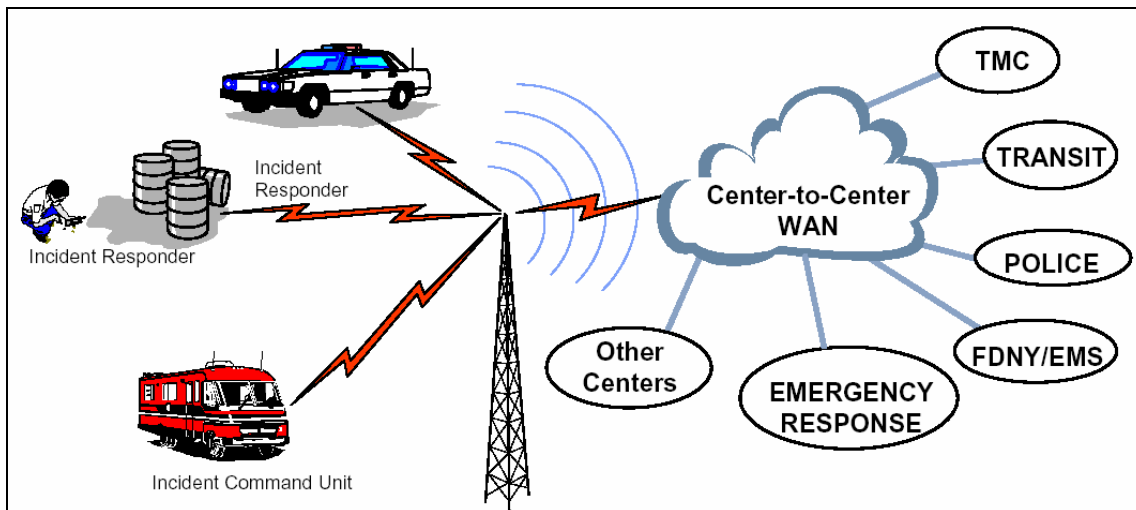 Incident
Responder
Incident Responder
Incident Command Unit
Center-to-Center
WAN
TMC
TRANSIT
POLICE
FDNY/EMS
EMERGENCY
RESPONSE
Other
Centers